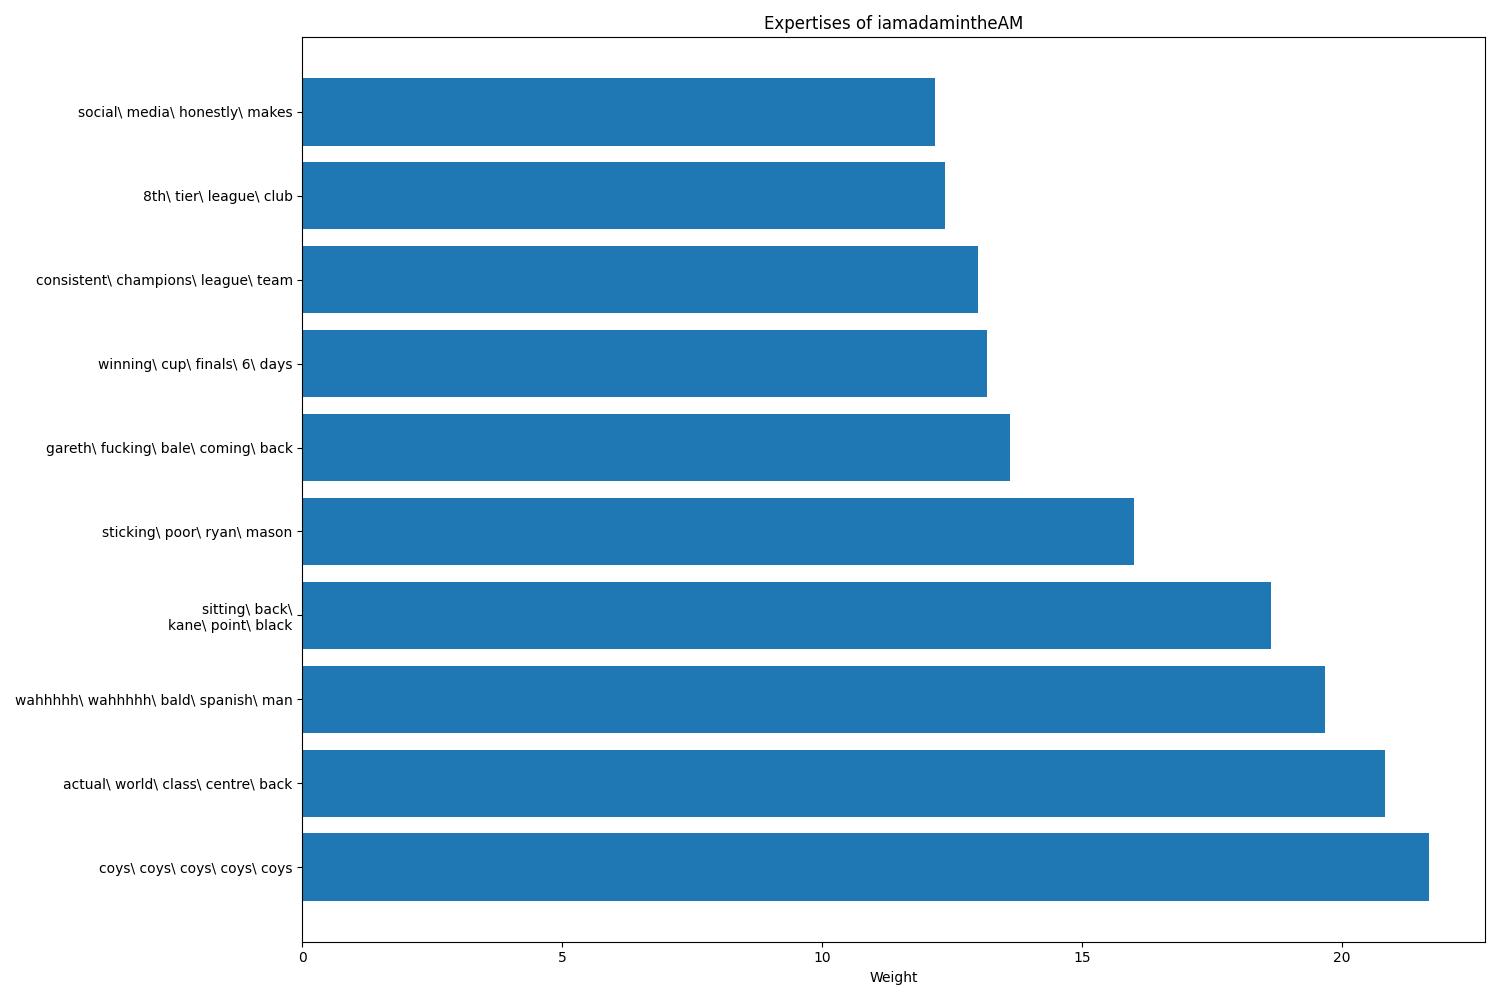 Expertises of iamadamintheAM
social\ media\ honestly\ makes
8th\ tier\ league\ club
consistent\ champions\ league\ team
winning\ cup\ finals\ 6\ days
gareth\ fucking\ bale\ coming\ back
sticking\ poor\ ryan\ mason
sitting\ back\
kane\ point\ black
wahhhhh\ wahhhhh\ bald\ spanish\ man
actual\ world\ class\ centre\ back
coys\ coys\ coys\ coys\ coys
0 5 10 15 20
Weight